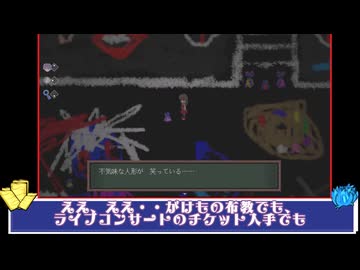 不気味な人形が　笑っている……
ええ、ええ・・がけもの布教でも、
ライブコンサートのチケット入手でも